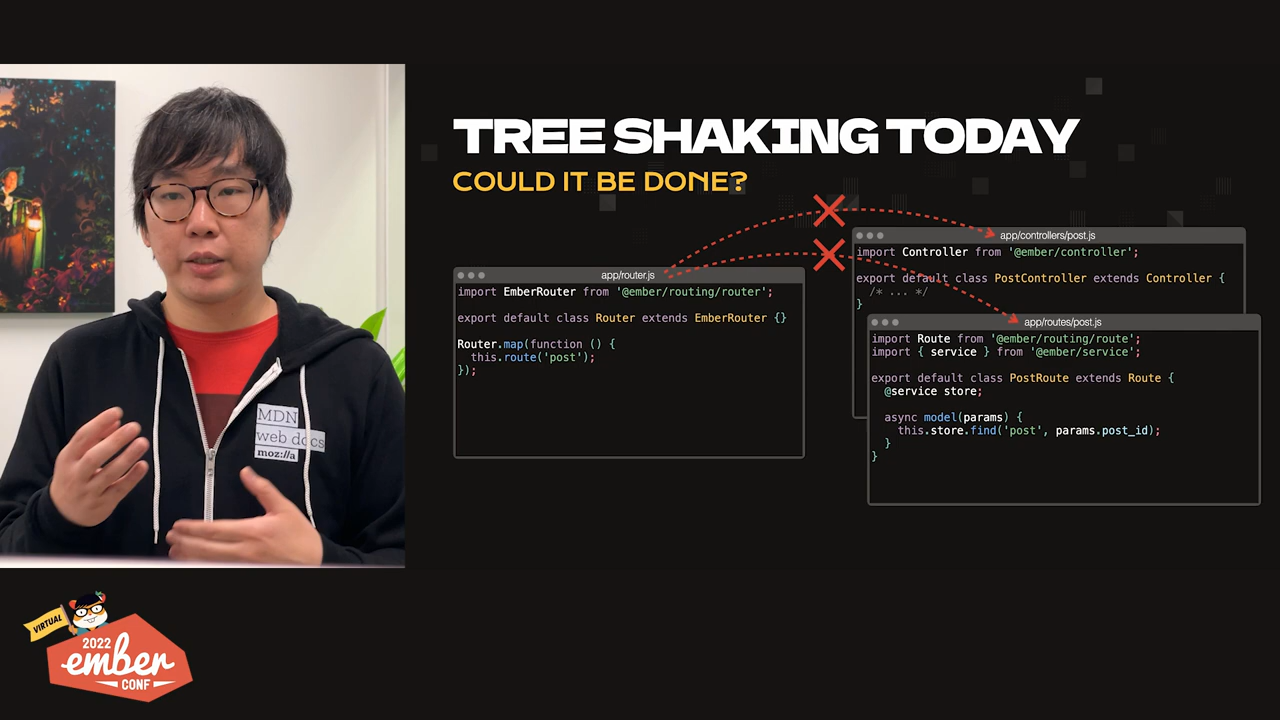 TREE SHAKING TODAY
COULD IT BE DONE?
app/router.js
import EmberRouter from '@ember/routing/router';
export default class Router extends EmberRouter {}
Router.map(function () {
  this.route('post');
});
app/controllers/post.js
import Controller from '@ember/controller';
export default class PostController extends Controller {
  /* ... */
}
app/routes/post.js
import Route from '@ember/routing/route';
import { service } from '@ember/service';
export default class PostRoute extends Route {
  @service store;
  async model(params) {
    this.store.find('post', params.post_id);
  }
}
MDN
web docs
moz://a
VIRTUAL
2022
ember
CONF